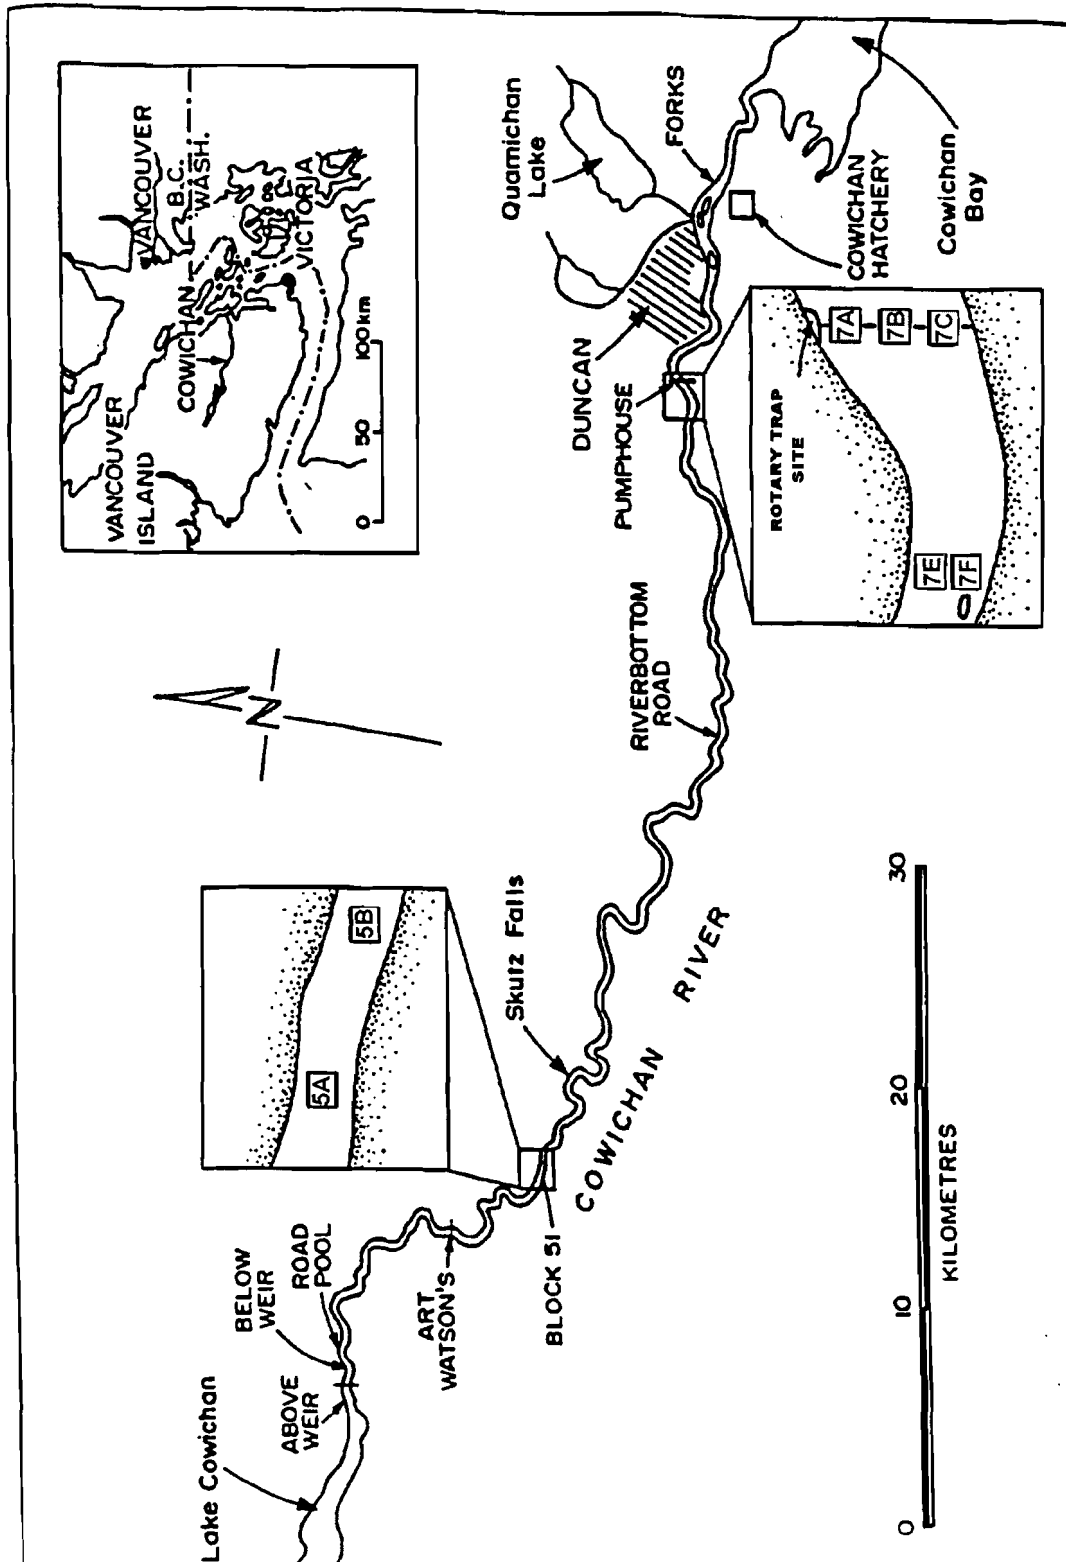 Lake Cowichan
ABOVE
WEIR
BELOW
WEIR
ROAD
POOL
ART
WATSON'S
BLOCK 51
5A
5B
Skutz Falls
COWICHAN RIVER
RIVERBOTTOM
ROAD
PUMPHOUSE
DUNCAN
Quamichan
Lake
FORKS
COWICHAN
HATCHERY
Cowichan
Bay
ROTARY TRAP
SITE
7A
7B
7C
7E
7F
N
VANCOUVER
ISLAND
COWICHAN
VANCOUVER
B.C.
WASH.
VICTORIA
0 50 100 km
0 10 20 30
KILOMETRES